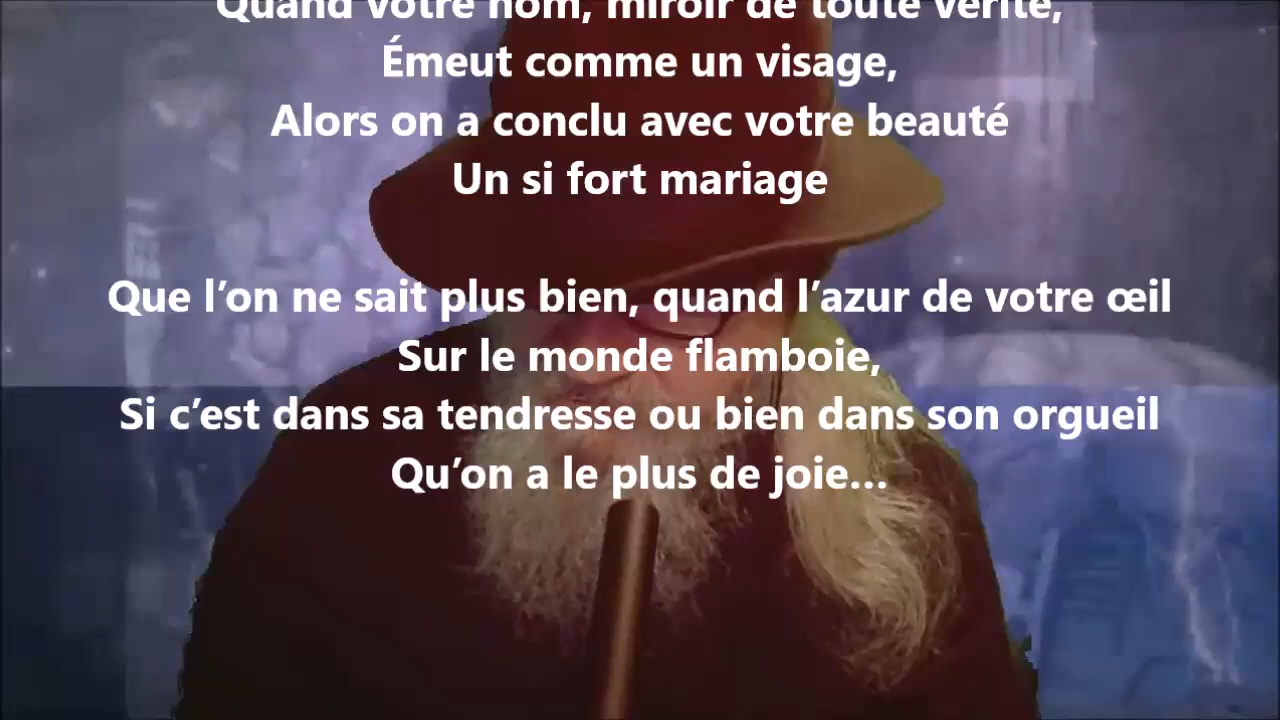 Quand votre nom, miroir de toute vérité,
Émeut comme un visage,
Alors on a conclu avec votre beauté
Un si fort mariage
Que l’on ne sait plus bien, quand l’azur de votre œil
Sur le monde flamboie,
Si c’est dans sa tendresse ou bien dans son orgueil
Qu’on a le plus de joie…